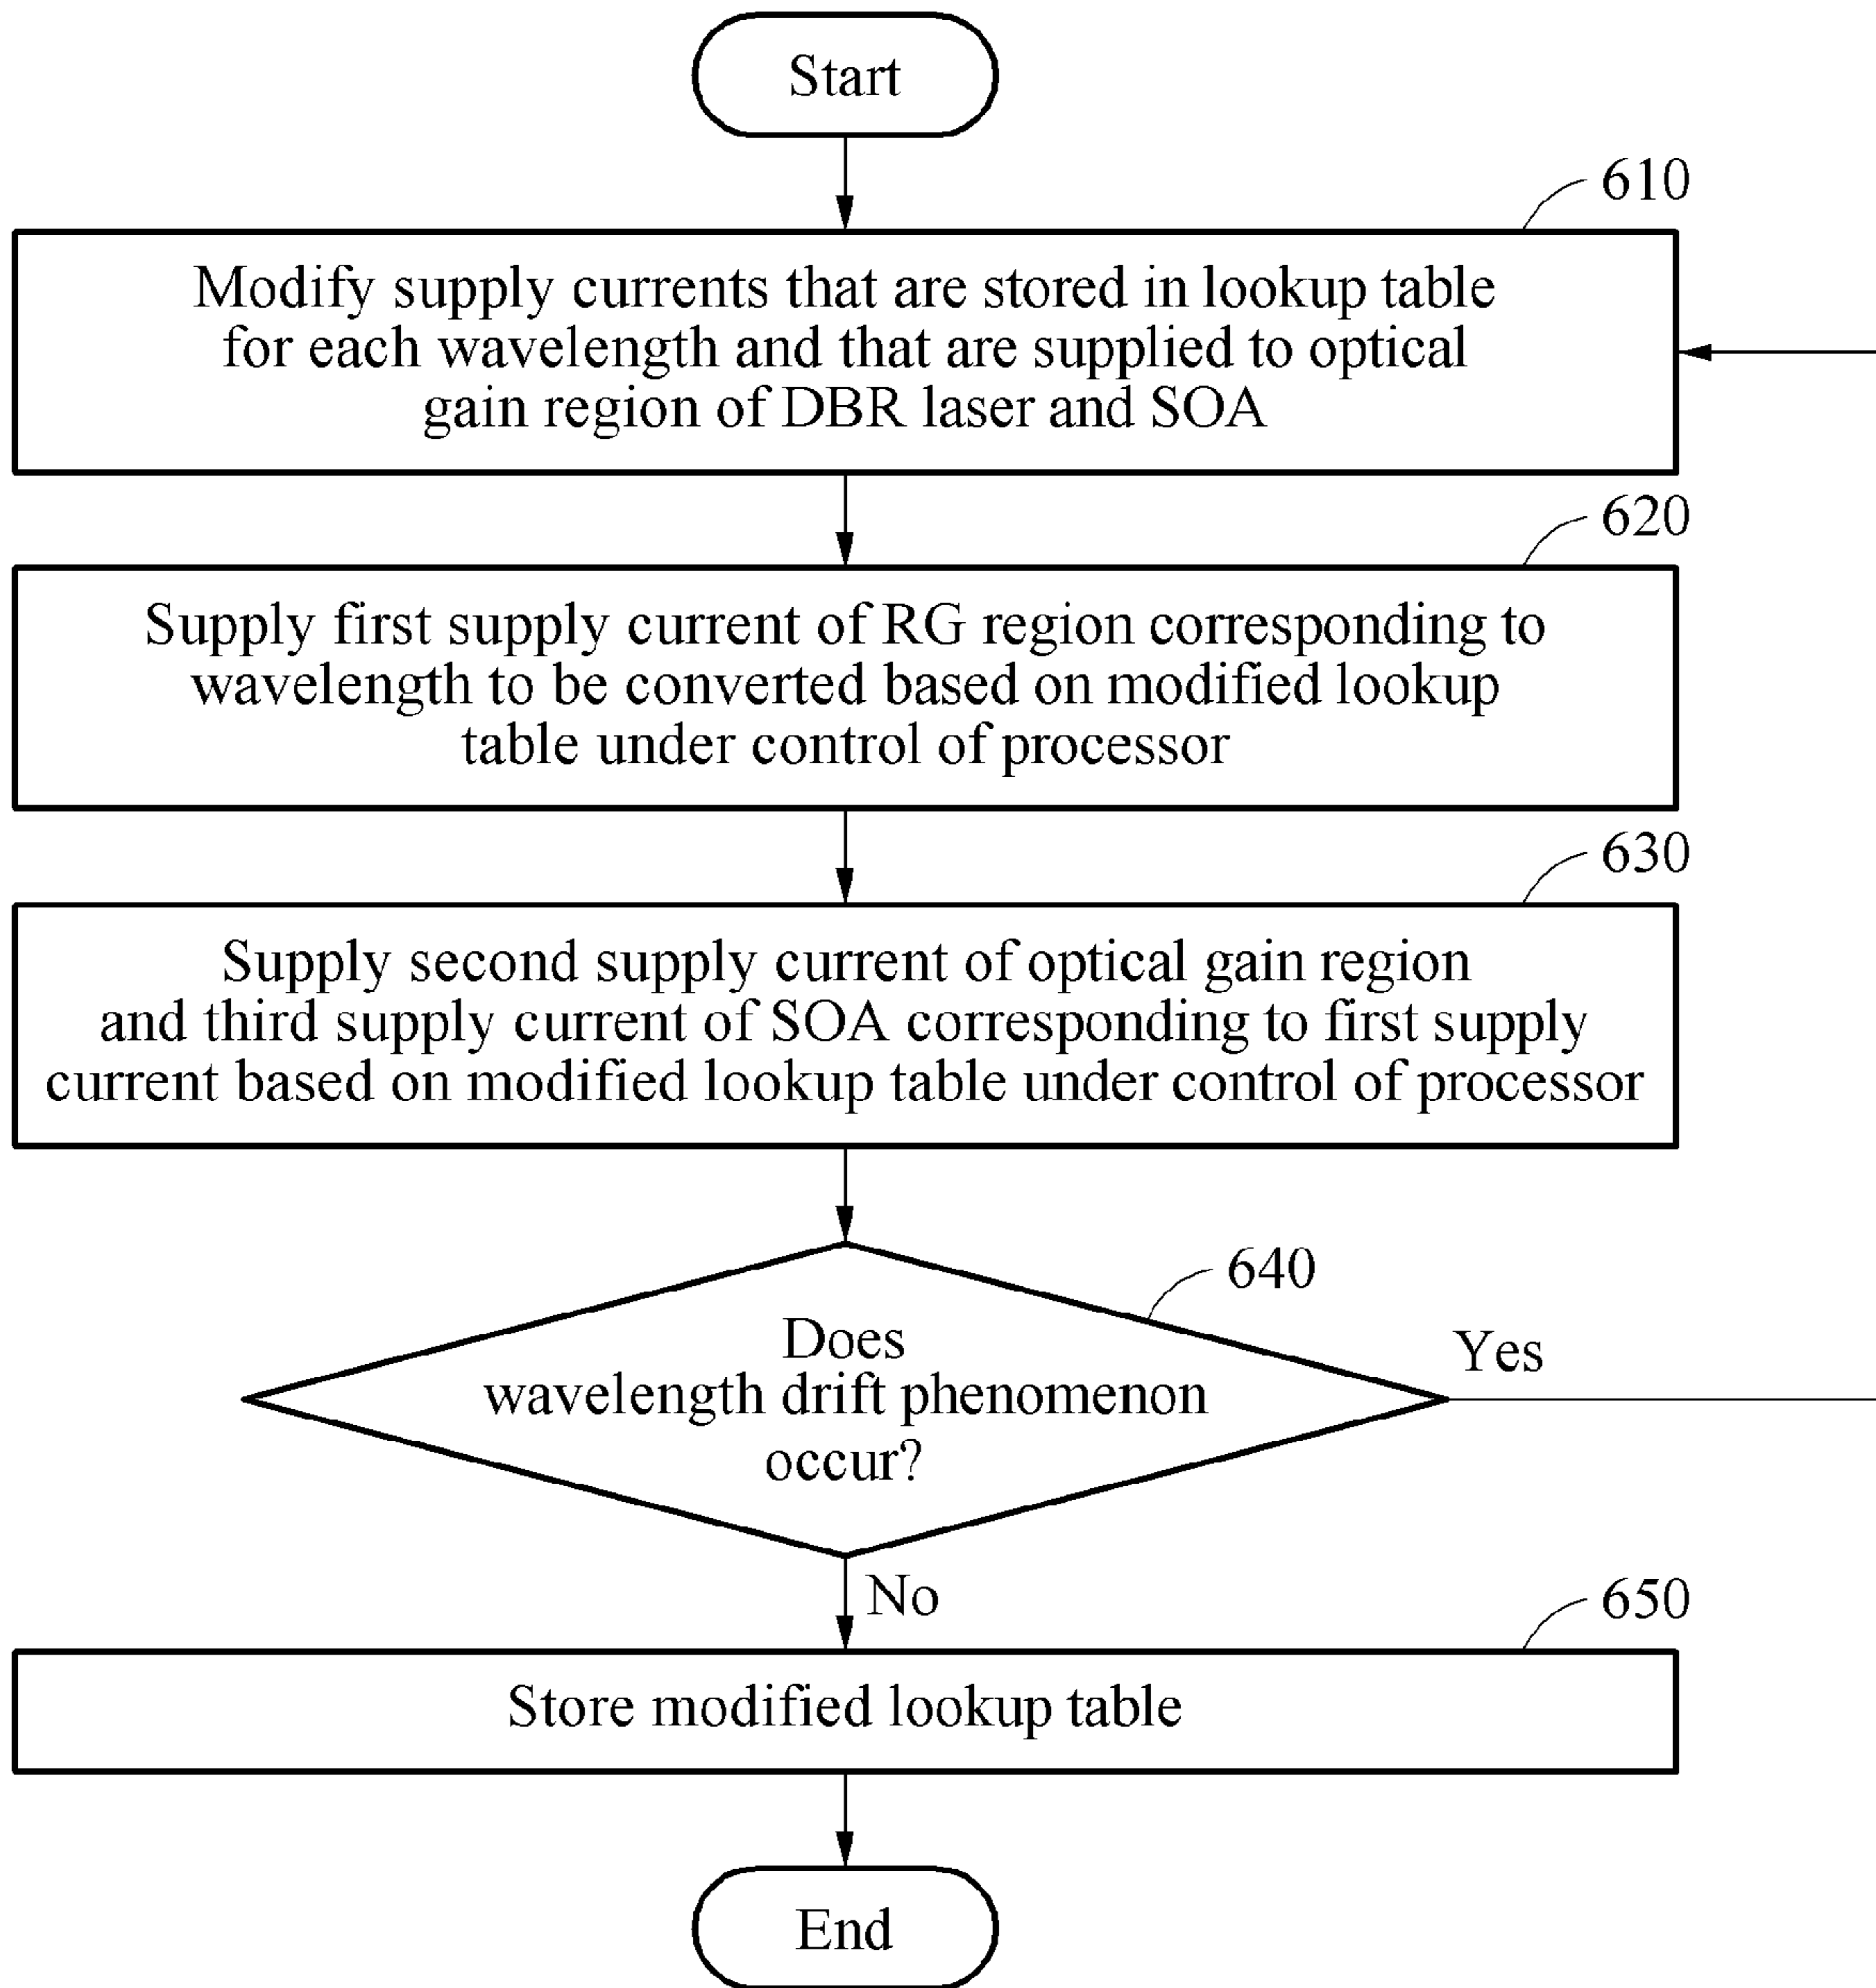 Start
610
Modify supply currents that are stored in lookup table
for each wavelength and that are supplied to optical
gain region of DBR laser and SOA
620
Supply first supply current of RG region corresponding to
wavelength to be converted based on modified lookup
table under control of processor
630
Supply second supply current of optical gain region
and third supply current of SOA corresponding to first supply
current based on modified lookup table under control of processor
640
Does
wavelength drift phenomenon
occur?
Yes
No
650
Store modified lookup table
End